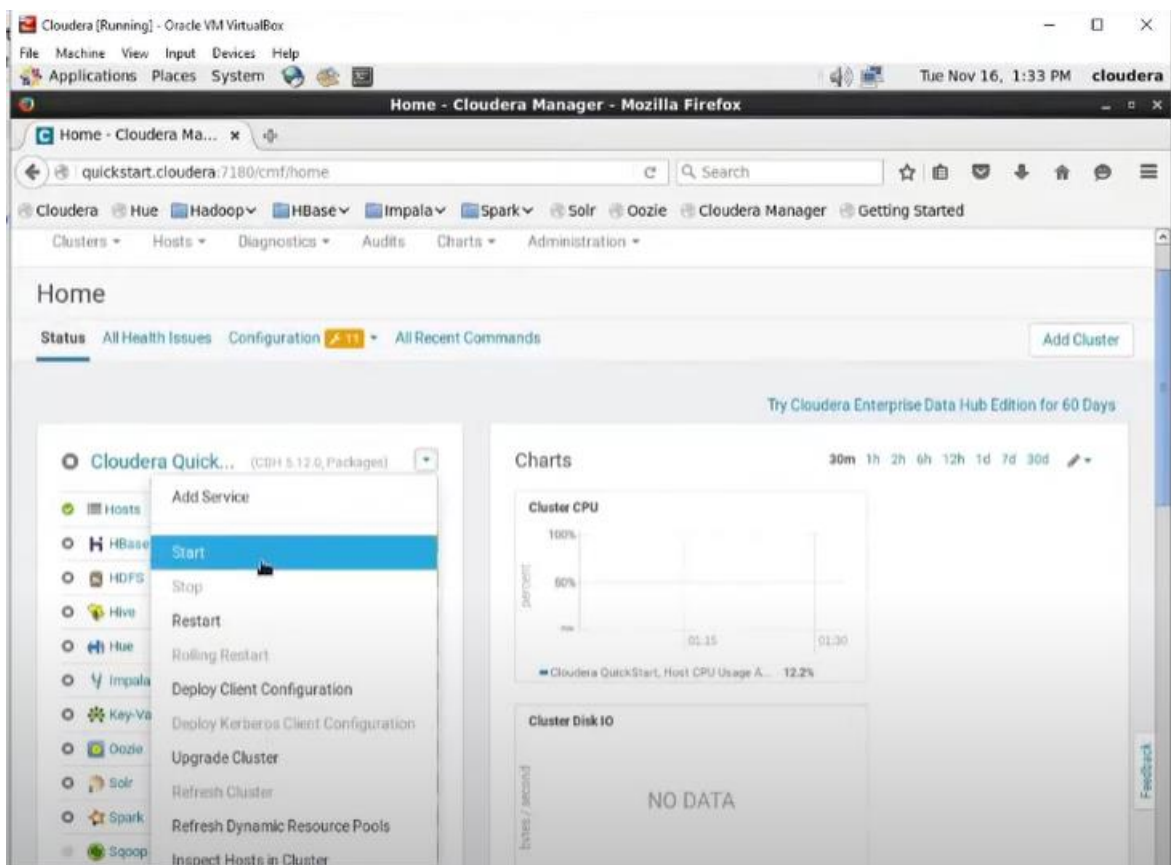 Cloudera [Running] - Oracle VM VirtualBox
File Machine View Input Devices Help
Applications Places System Tue Nov 16, 1:33 PM cloudera
Home - Cloudera Manager - Mozilla Firefox
Home - Cloudera Ma...
quickstart.cloudera:7180/cmf/home Search
Cloudera Hue Hadoop HBase Impala Spark Solr Oozie Cloudera Manager Getting Started
Clusters Hosts Diagnostics Audits Charts Administration
Home
Status All Health Issues Configuration 11 All Recent Commands Add Cluster
Try Cloudera Enterprise Data Hub Edition for 60 Days
Cloudera Quick... (CDH 5.12.0, Packages)
Hosts
HBase
HDFS
Hive
Hue
Impala
Key-Va
Oozie
Solr
Spark
Sqoop
Add Service
Start
Stop
Restart
Rolling Restart
Deploy Client Configuration
Deploy Kerberos Client Configuration
Upgrade Cluster
Refresh Cluster
Refresh Dynamic Resource Pools
Inspect Hosts in Cluster
Charts 30m 1h 2h 6h 12h 1d 7d 30d
Cluster CPU
percent
100%
50%
01:15 01:30
Cloudera QuickStart, Host CPU Usage A... 12.2%
Cluster Disk IO
bytes / second
NO DATA
Feedback